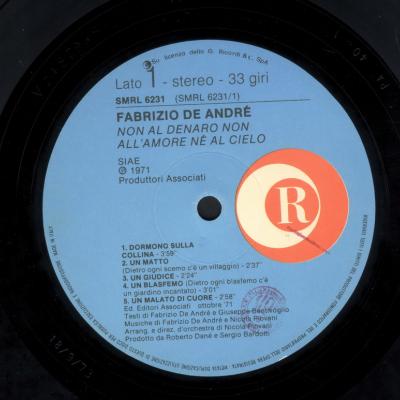 Su licenza della G. Ricordi & c. SpA
Lato 1 - stereo - 33 giri
SMRL 6231 (SMRL 6231/1)
FABRIZIO DE ANDRÉ
NON AL DENARO NON
ALL'AMORE NÈ AL CIELO
SIAE
℗ 1971
Produttori Associati
R
1. DORMONO SULLA
COLLINA - 3'59"
2. UN MATTO
(Dietro ogni scemo c'è un villaggio) - 2'37"
3. UN GIUDICE - 2'24"
4. UN BLASFEMO (Dietro ogni blasfemo c'è
un giardino incantato) - 3'01"
5. UN MALATO DI CUORE - 2'58"
Ed. Editori Associati ottobre '71
Testi di Fabrizio De André e Giuseppe Bentivoglio
Musiche di Fabrizio De André e Nicola Piovani
Arrang. e direz. d'orchestra di Nicola Piovani
Prodotto da Roberto Dané e Sergio Bardotti
MADE IN ITALY